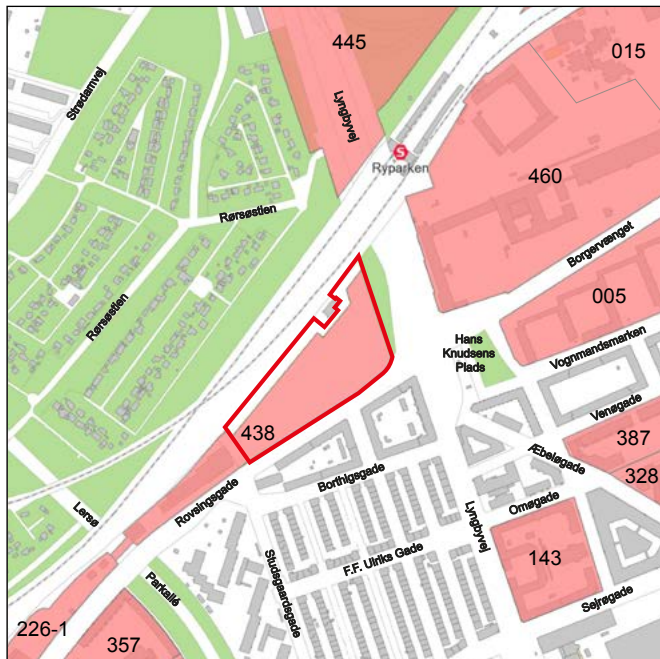 445
015
Strødamvej
Lyngbyvej
S
Ryparken
460
Rørsøstien
Borgervænget
005
Rørsøstien
Hans
Knudsens
Plads
Vognmandsmarken
Venøgade
438
387
Æbeløgade
328
Borthigsgade
Rovsingsgade
Lersø
Lyngbyvej
Omøgade
F.F. Ulriks Gade
143
Studsgaardsgade
Parkallé
Sejrøgade
226-1
357